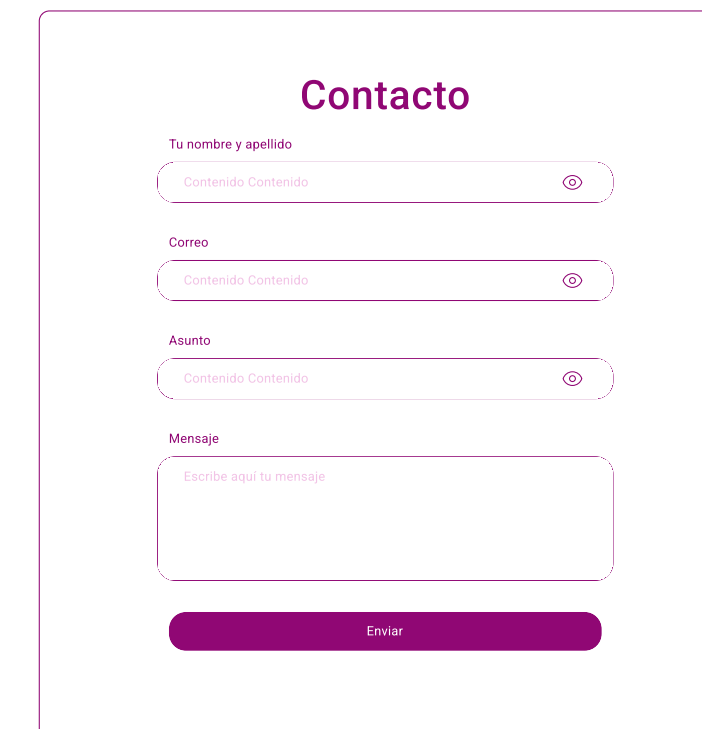 Contacto
Tu nombre y apellido
Contenido Contenido
Correo
Contenido Contenido
Asunto
Contenido Contenido
Mensaje
Escribe aquí tu mensaje
Enviar